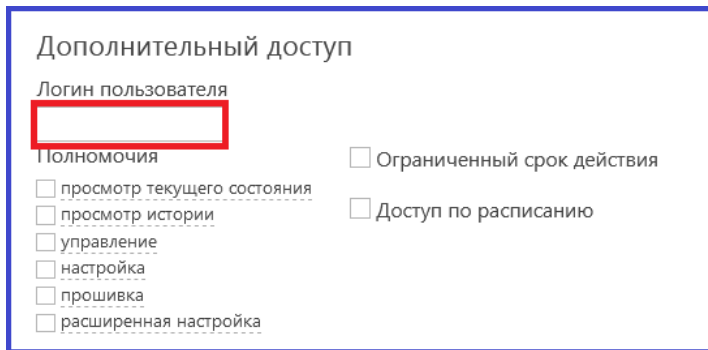 Дополнительный доступ
Логин пользователя
Полномочия
просмотр текущего состояния
просмотр истории
управление
настройка
прошивка
расширенная настройка
Ограниченный срок действия
Доступ по расписанию